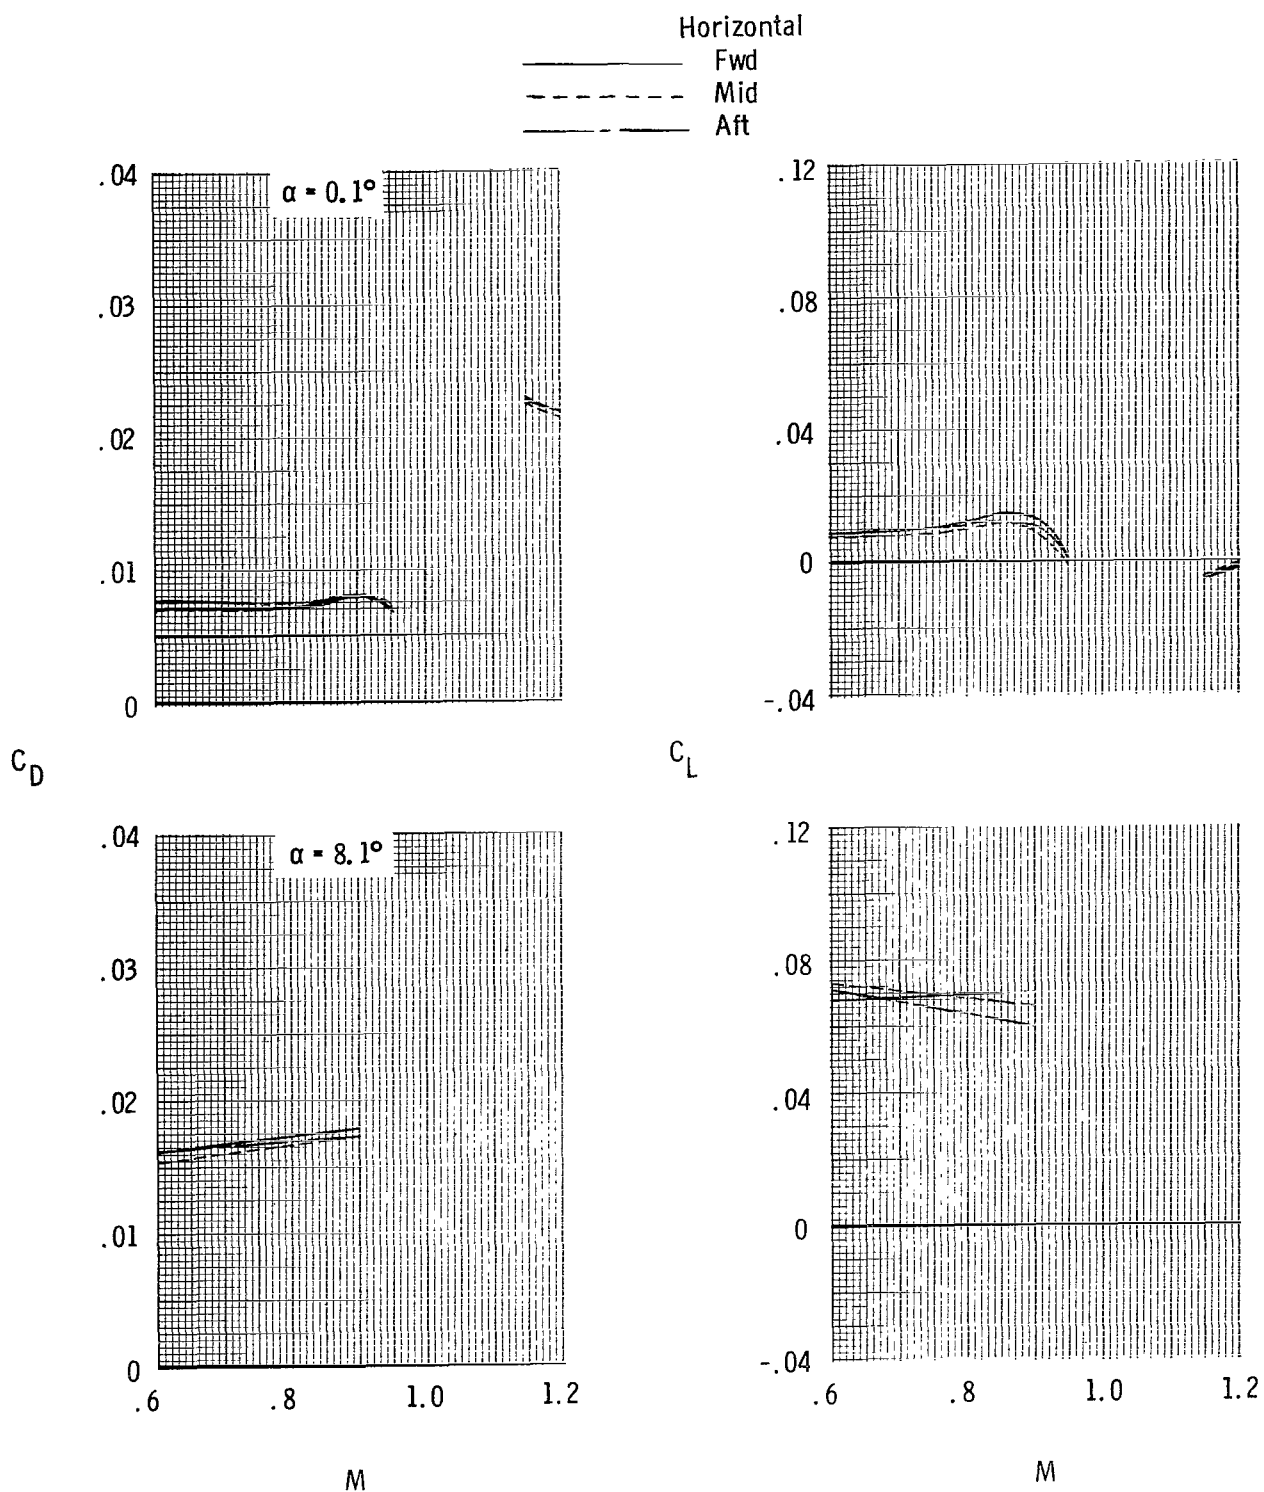 Horizontal
Fwd
Mid
Aft
.04
α = 0.1°
.03
.02
.01
0
.12
.08
.04
0
-.04
C_D
C_L
.04
α = 8.1°
.03
.02
.01
0
.6 .8 1.0 1.2
M
.12
.08
.04
0
-.04
.6 .8 1.0 1.2
M